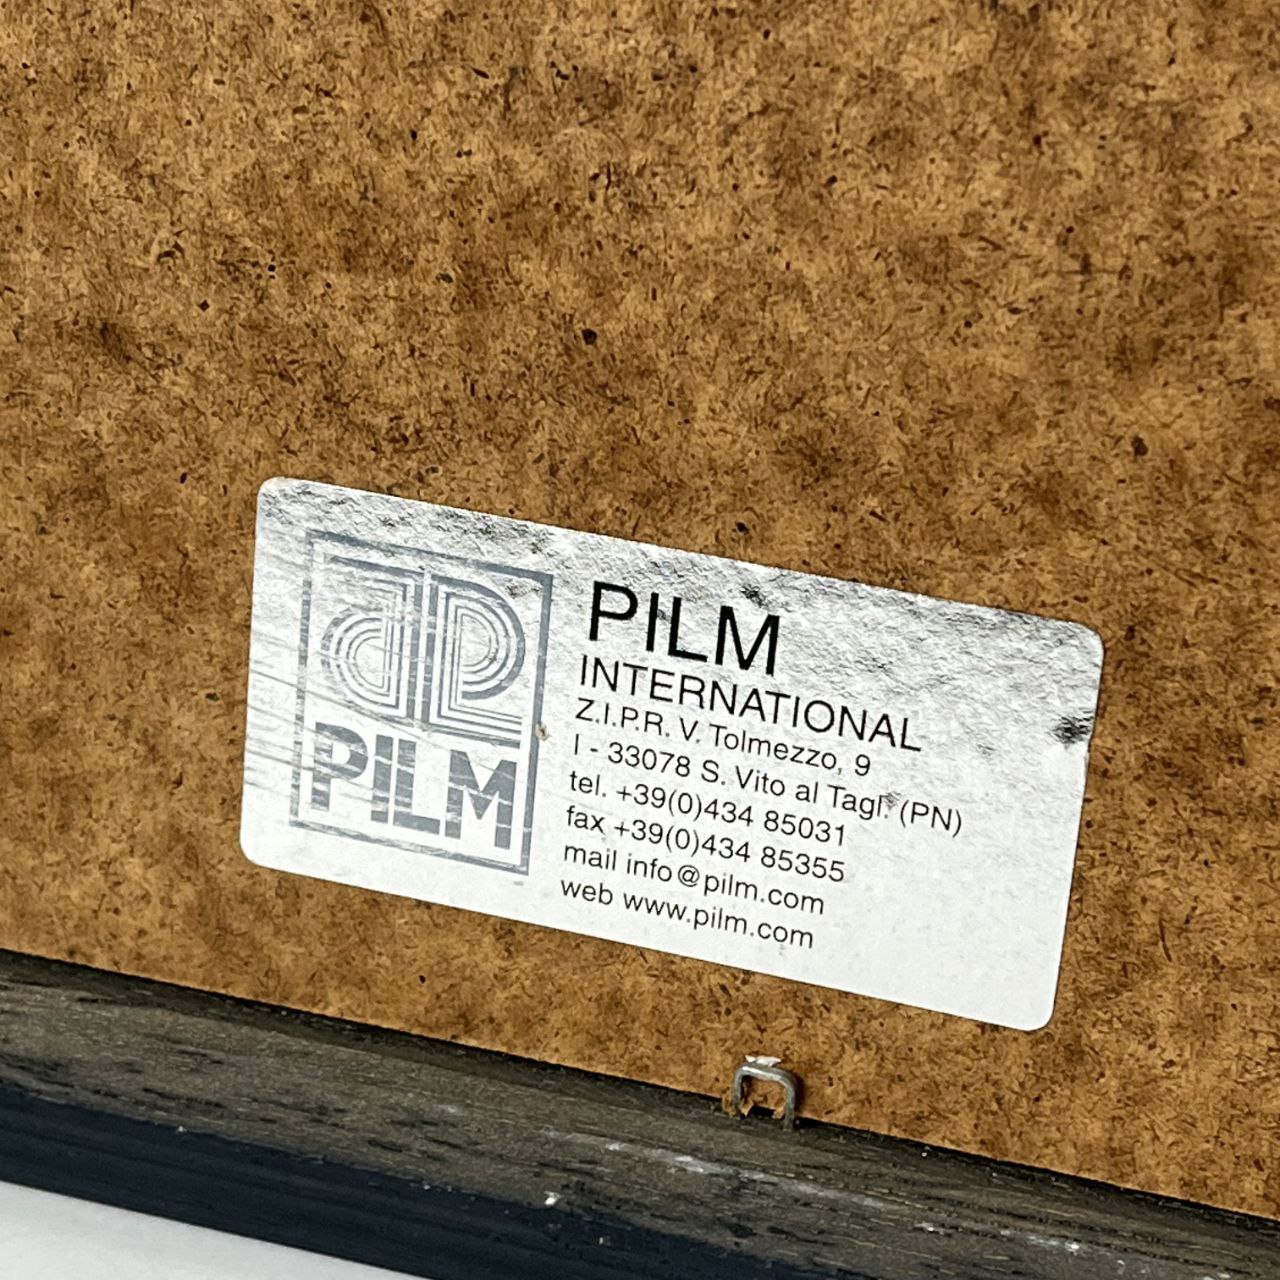 PILM
PILM
INTERNATIONAL
Z.I.P.R. V. Tolmezzo, 9
I - 33078 S. Vito al Tagl. (PN)
tel. +39(0)434 85031
fax +39(0)434 85355
mail info@pilm.com
web www.pilm.com